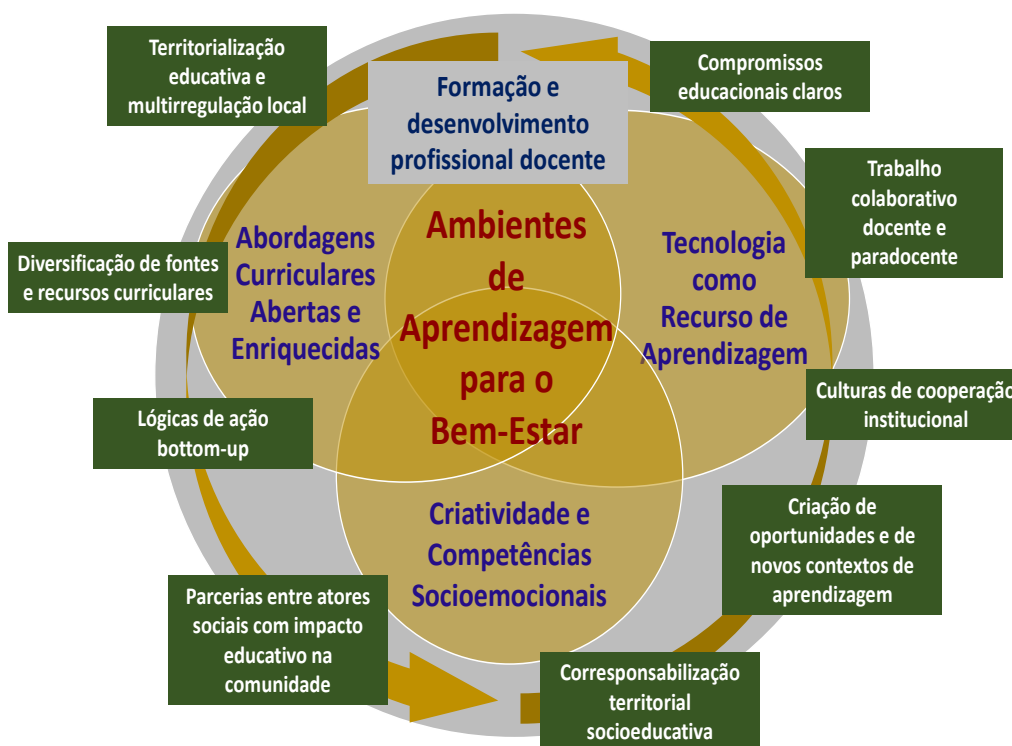 Territorialização
educativa e
multirregulação local
Formação e
desenvolvimento
profissional docente
Compromissos
educacionais claros
Trabalho
colaborativo
docente e
paradocente
Diversificação de fontes
e recursos curriculares
Abordagens
Curriculares
Abertas e
Enriquecidas
Ambientes
de
Aprendizagem
para o
Bem-Estar
Tecnologia
como
Recurso de
Aprendizagem
Culturas de cooperação
institucional
Lógicas de ação
bottom-up
Criatividade e
Competências
Socioemocionais
Criação de
oportunidades e de
novos contextos de
aprendizagem
Parcerias entre atores
sociais com impacto
educativo na
comunidade
Corresponsabilização
territorial
socioeducativa